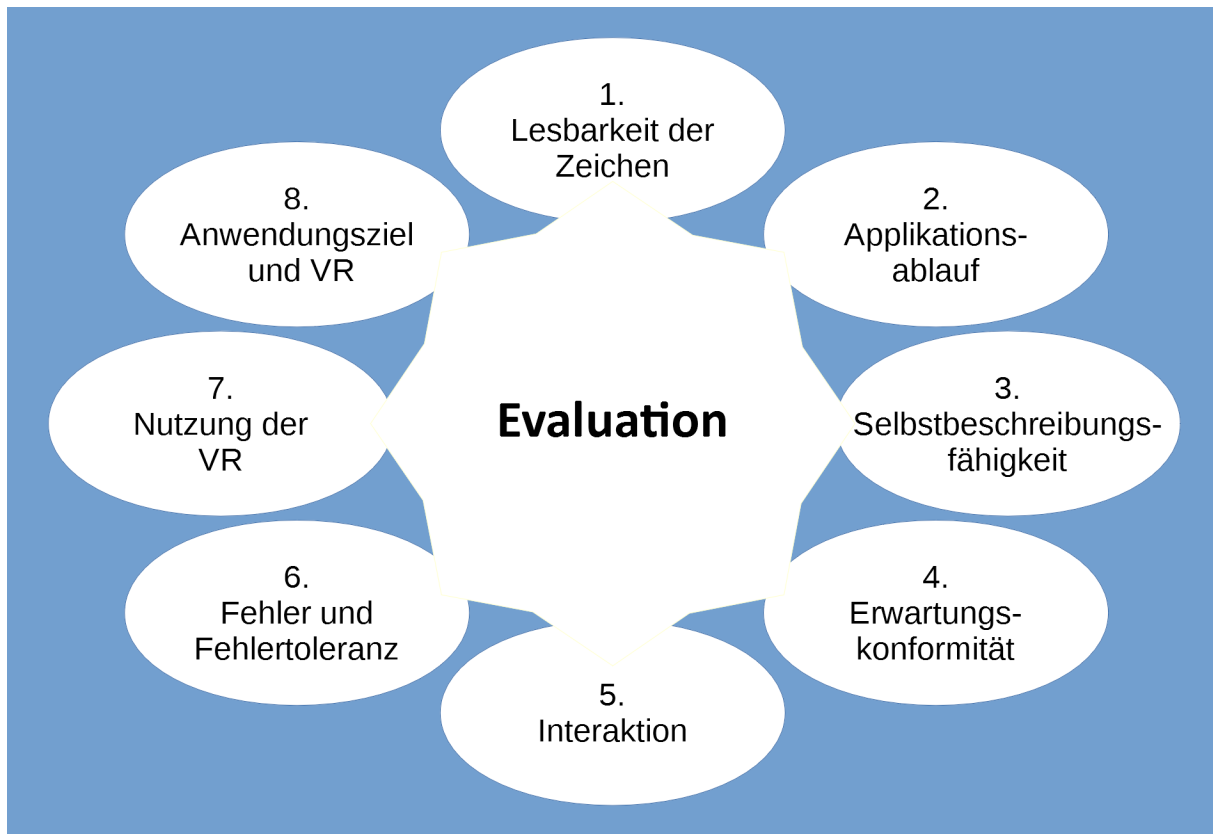 1.
Lesbarkeit der
Zeichen
2.
Applikations-
ablauf
3.
Selbstbeschreibungs-
fähigkeit
4.
Erwartungs-
konformität
5.
Interaktion
6.
Fehler und
Fehlertoleranz
7.
Nutzung der
VR
8.
Anwendungsziel
und VR
Evaluation